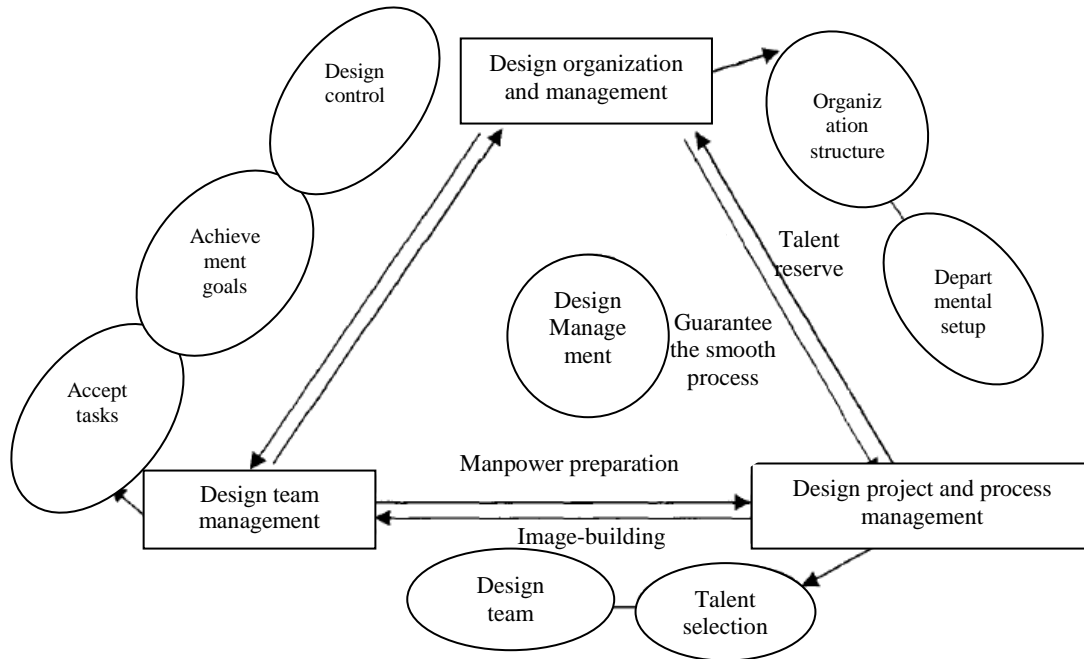 Design
control
Design organization
and management
Organiz
ation
structure
Achieve
ment
goals
Talent
reserve
Depart
mental
setup
Design
Manage
ment
Guarantee
the smooth
process
Accept
tasks
Manpower preparation
Design team
management
Design project and process
management
Image-building
Design
team
Talent
selection